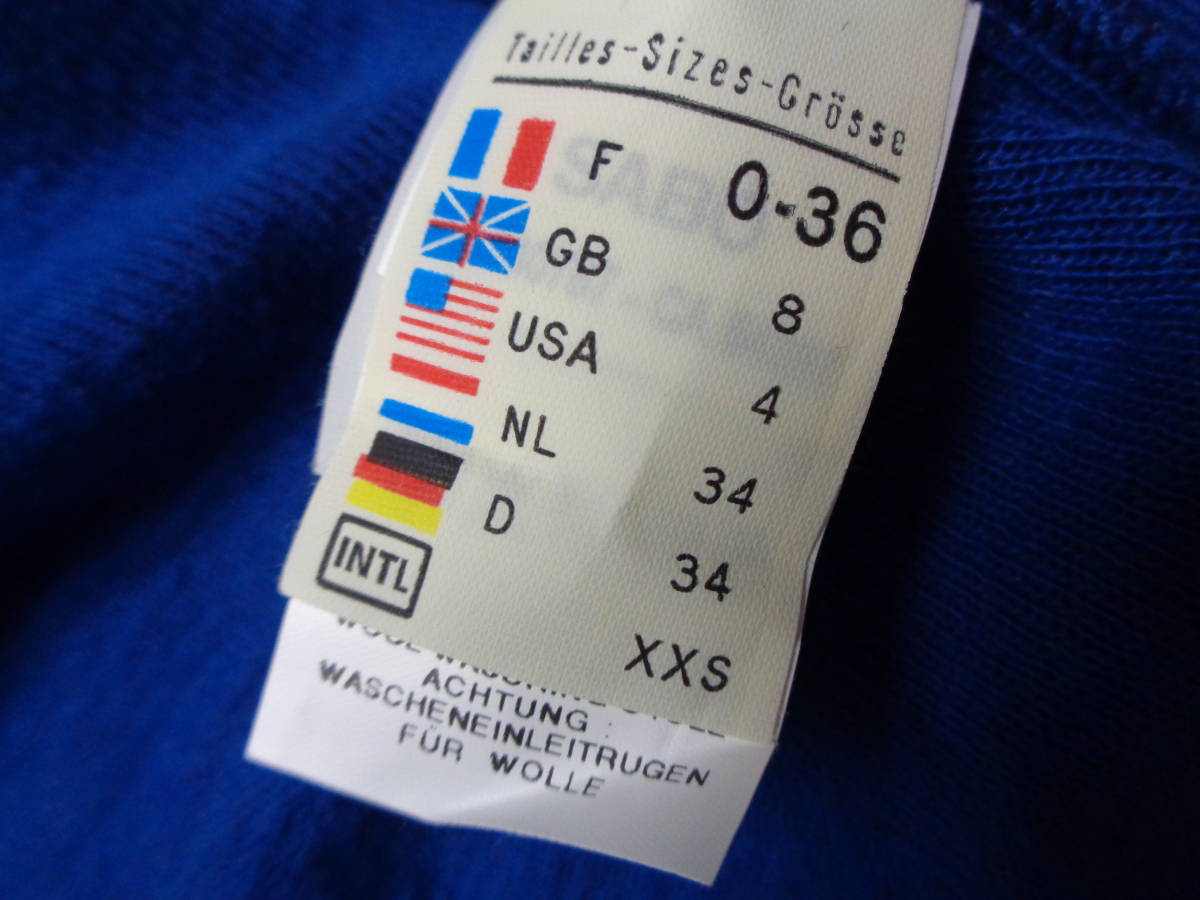 Tailles-Sizes-Grösse
F 0-36
GB 8
USA 4
NL 34
D 34
INTL XXS
ACHTUNG :
WASCHENEINLEITRUGEN
FÜR WOLLE